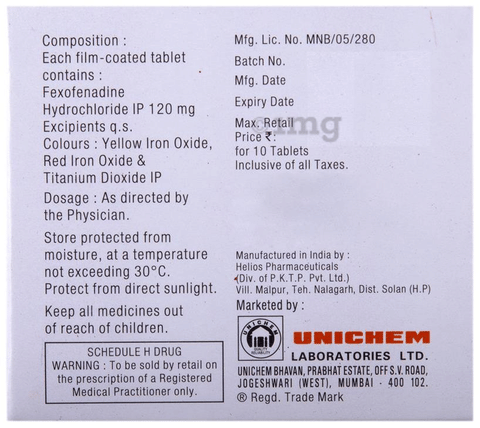 Composition :
Each film-coated tablet
contains :
Fexofenadine
Hydrochloride IP 120 mg
Excipients q.s.
Colours : Yellow Iron Oxide,
Red Iron Oxide &
Titanium Dioxide IP
Dosage : As directed by
the Physician.
Store protected from
moisture, at a temperature
not exceeding 30°C.
Protect from direct sunlight.
Keep all medicines out
of reach of children.
SCHEDULE H DRUG
WARNING : To be sold by retail on
the prescription of a Registered
Medical Practitioner only.
Mfg. Lic. No. MNB/05/280
Batch No.
Mfg. Date
Expiry Date
Max. Retail
Price ₹:
for 10 Tablets
Inclusive of all Taxes.
Manufactured in India by :
Helios Pharmaceuticals
(Div. of P.K.T.P. Pvt. Ltd.)
Vill. Malpur, Teh. Nalagarh, Dist. Solan (H.P)
Marketed by :
UNICHEM
QUALITY
RELIABILITY
UNICHEM
LABORATORIES LTD.
UNICHEM BHAVAN, PRABHAT ESTATE, OFF S.V. ROAD,
JOGESHWARI (WEST), MUMBAI - 400 102.
® Regd. Trade Mark